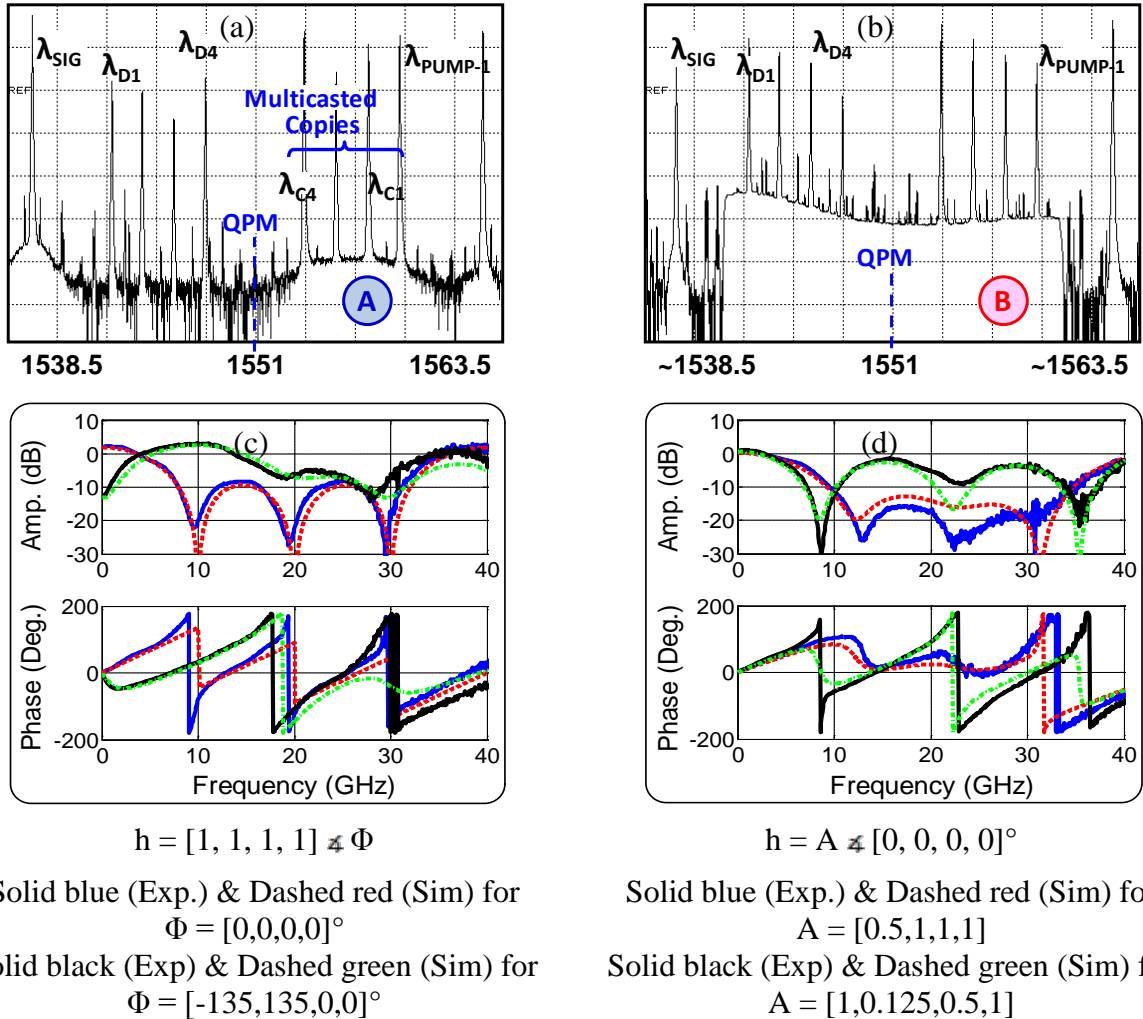 (a)
λSIG
λD1
λD4
λPUMP-1
REF
Multicasted
Copies
λC4
λC1
QPM
A
1538.5 1551 1563.5
(b)
λSIG
λD1
λD4
λPUMP-1
REF
QPM
B
~1538.5 1551 ~1563.5
(c)
Amp. (dB)
10
0
-10
-20
-30
0 10 20 30 40
Phase (Deg.)
200
0
-200
0 10 20 30 40
Frequency (GHz)
(d)
Amp. (dB)
10
0
-10
-20
-30
0 10 20 30 40
Phase (Deg.)
200
0
-200
0 10 20 30 40
Frequency (GHz)
h = [1, 1, 1, 1] ∡ Φ
Solid blue (Exp.) & Dashed red (Sim) for
Φ = [0,0,0,0]°
olid black (Exp) & Dashed green (Sim) for
Φ = [-135,135,0,0]°
h = A ∡ [0, 0, 0, 0]°
Solid blue (Exp.) & Dashed red (Sim) fo
A = [0.5,1,1,1]
Solid black (Exp) & Dashed green (Sim) f
A = [1,0.125,0.5,1]